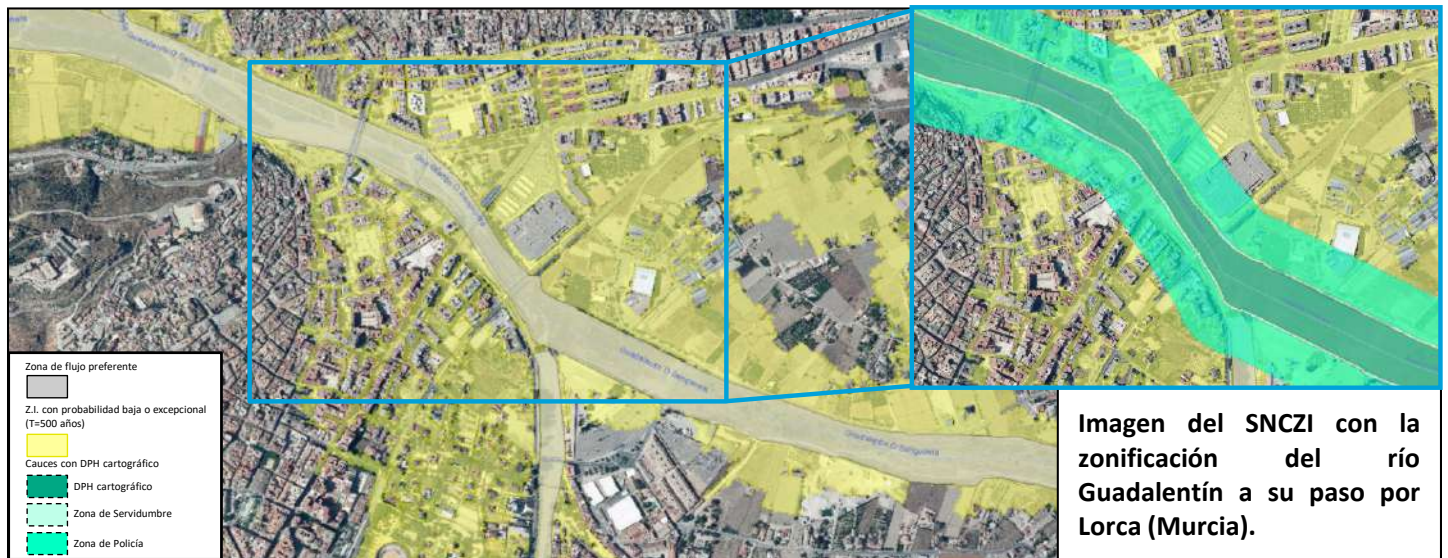 Zona de flujo preferente
Z.I. con probabilidad baja o excepcional
(T=500 años)
Cauces con DPH cartográfico
DPH cartográfico
Zona de Servidumbre
Zona de Policía
Imagen del SNCZI con la
zonificación del río
Guadalentín a su paso por
Lorca (Murcia).